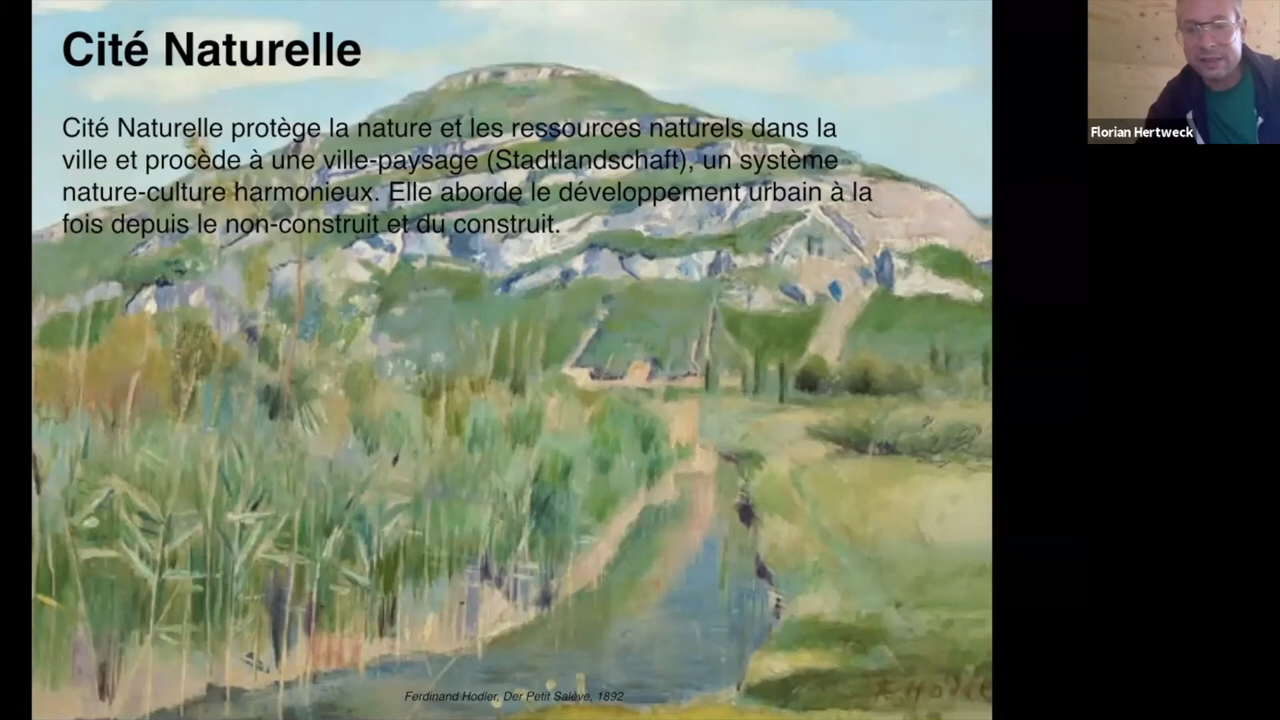 Cité Naturelle
Cité Naturelle protège la nature et les ressources naturels dans la
ville et procède à une ville-paysage (Stadtlandschaft), un système
nature-culture harmonieux. Elle aborde le développement urbain à la
fois depuis le non-construit et du construit.
Florian Hertweck
Ferdinand Hodler, Der Petit Salève, 1892
F. Hodler